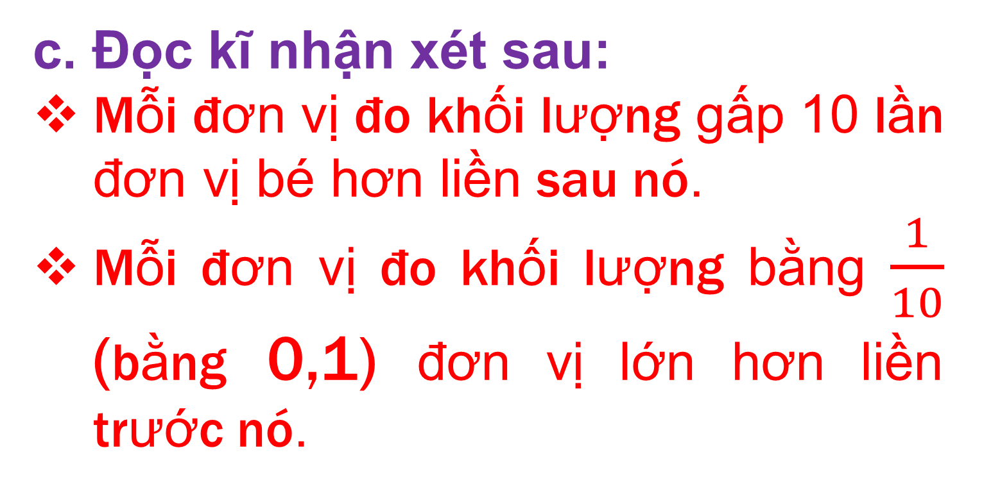 c. Đọc kĩ nhận xét sau:
❖ Mỗi đơn vị đo khối lượng gấp 10 lần
đơn vị bé hơn liền sau nó.
❖ Mỗi đơn vị đo khối lượng bằng 1/10
(bằng 0,1) đơn vị lớn hơn liền
trước nó.